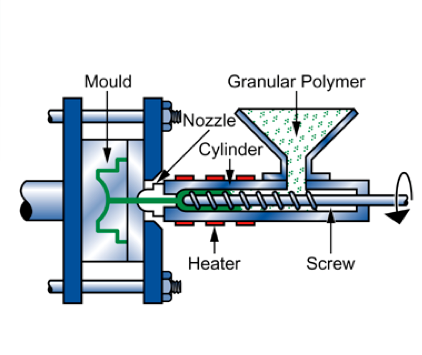 Mould
Granular Polymer
Nozzle
Cylinder
Heater
Screw